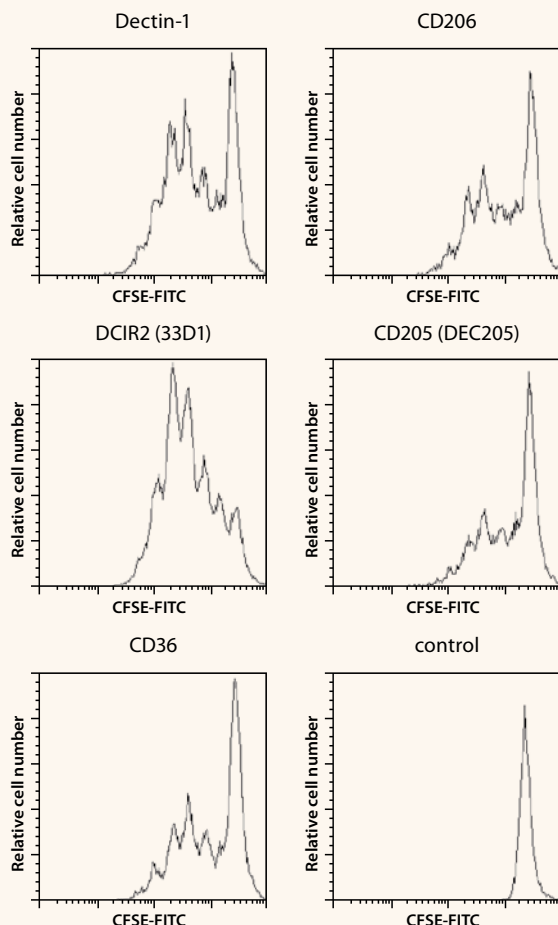 Dectin-1
Relative cell number
CFSE-FITC
CD206
Relative cell number
CFSE-FITC
DCIR2 (33D1)
Relative cell number
CFSE-FITC
CD205 (DEC205)
Relative cell number
CFSE-FITC
CD36
Relative cell number
CFSE-FITC
control
Relative cell number
CFSE-FITC